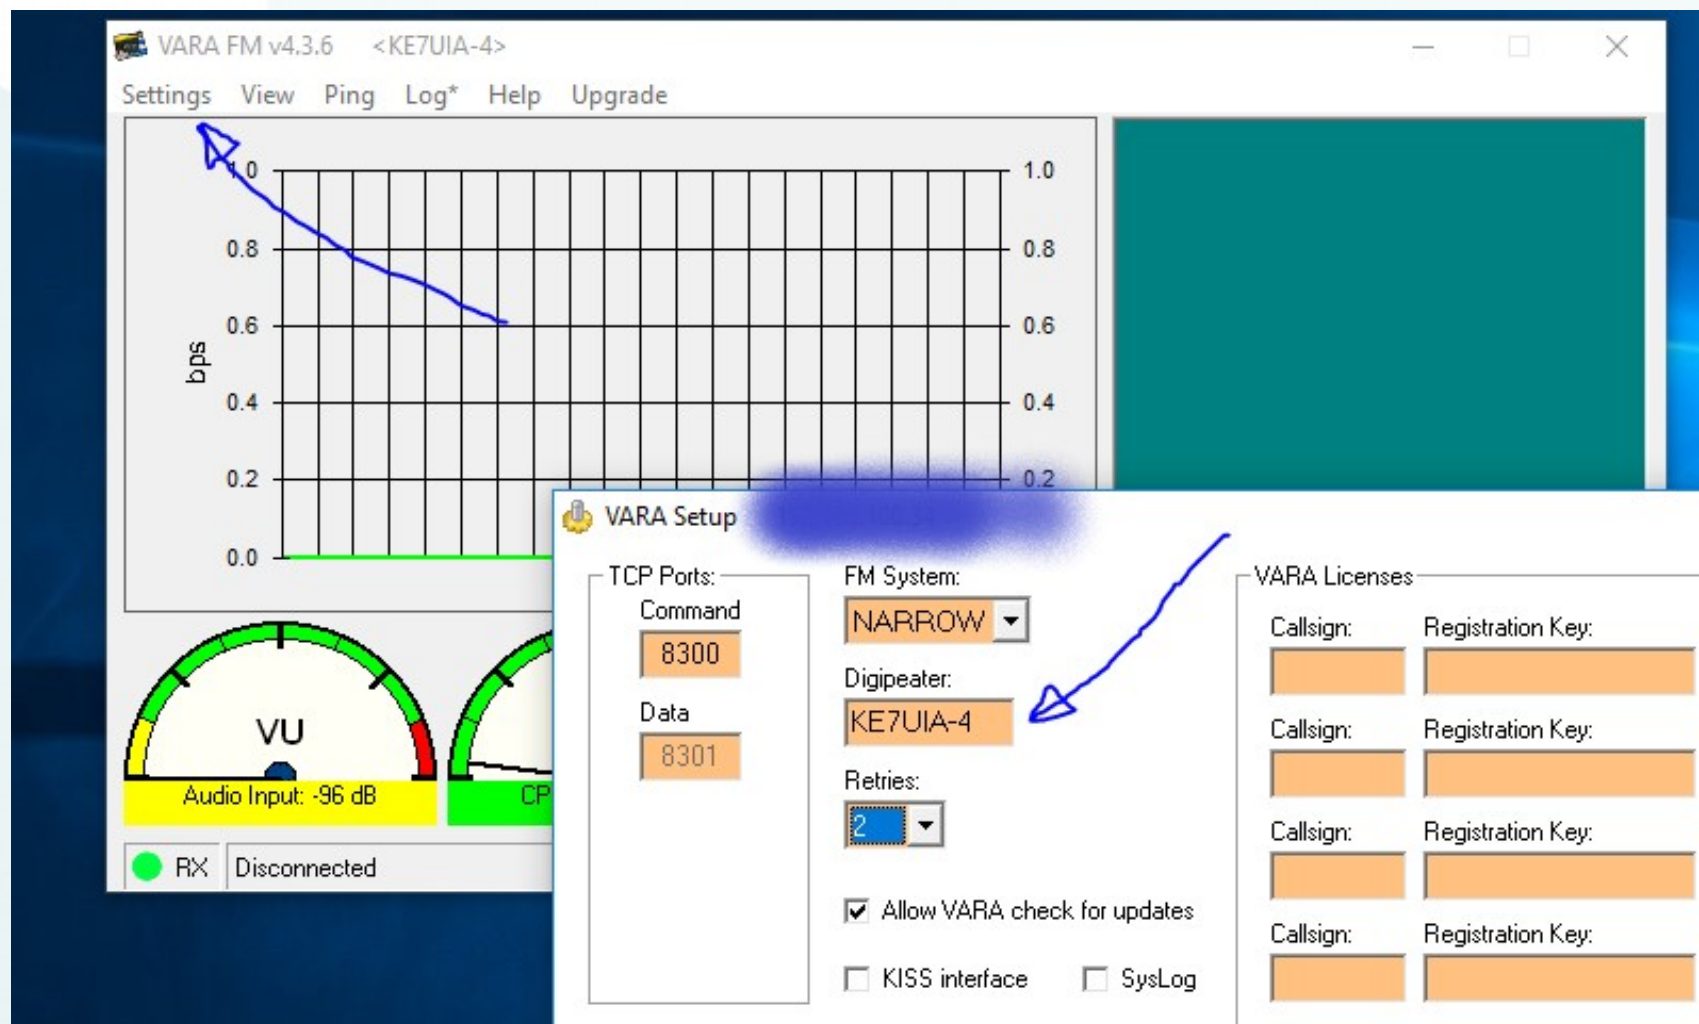 VARA FM v4.3.6 <KE7UIA-4>
Settings View Ping Log* Help Upgrade
1.0 1.0
0.8 0.8
0.6 0.6
bps
0.4 0.4
0.2 0.2
0.0
VU
Audio Input: -96 dB
CP
RX Disconnected
VARA Setup
TCP Ports:
Command
8300
Data
8301
FM System:
NARROW
Digipeater:
KE7UIA-4
Retries:
2
Allow VARA check for updates
KISS interface SysLog
VARA Licenses
Callsign: Registration Key:
Callsign: Registration Key:
Callsign: Registration Key:
Callsign: Registration Key: